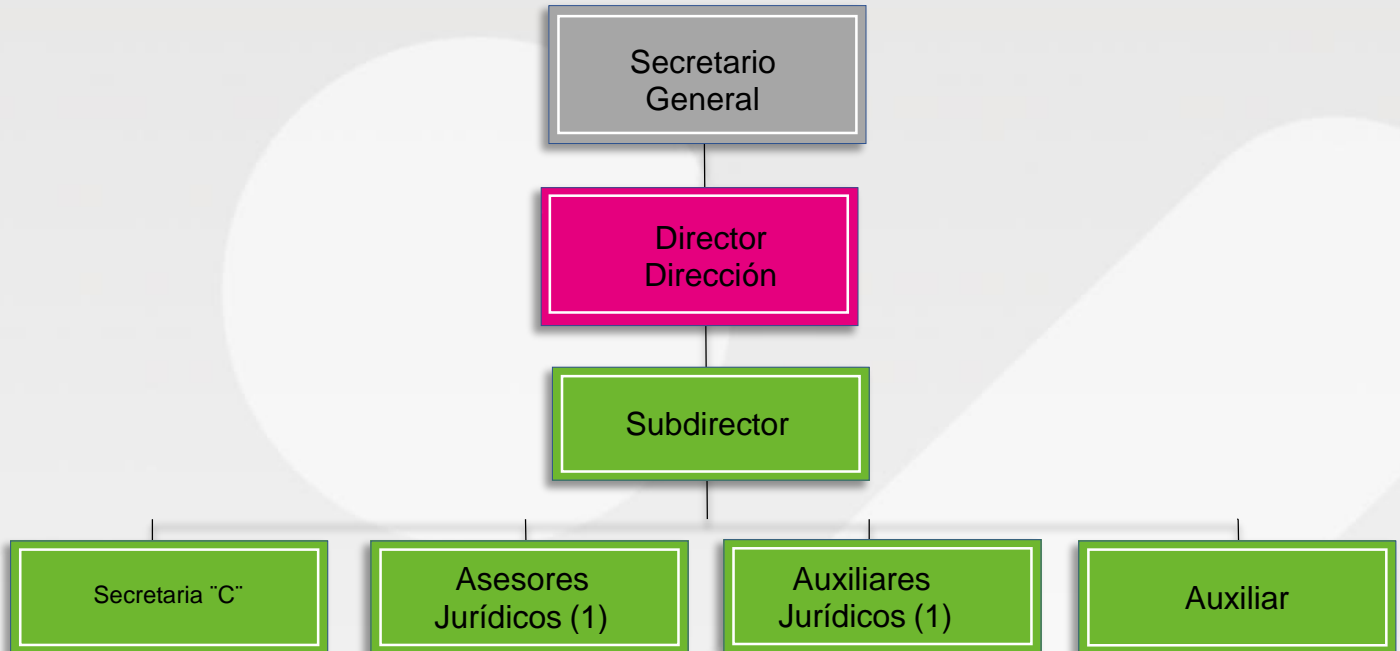 Secretario
General
Director
Dirección
Subdirector
Secretaria ¨C¨
Asesores
Jurídicos (1)
Auxiliares
Jurídicos (1)
Auxiliar